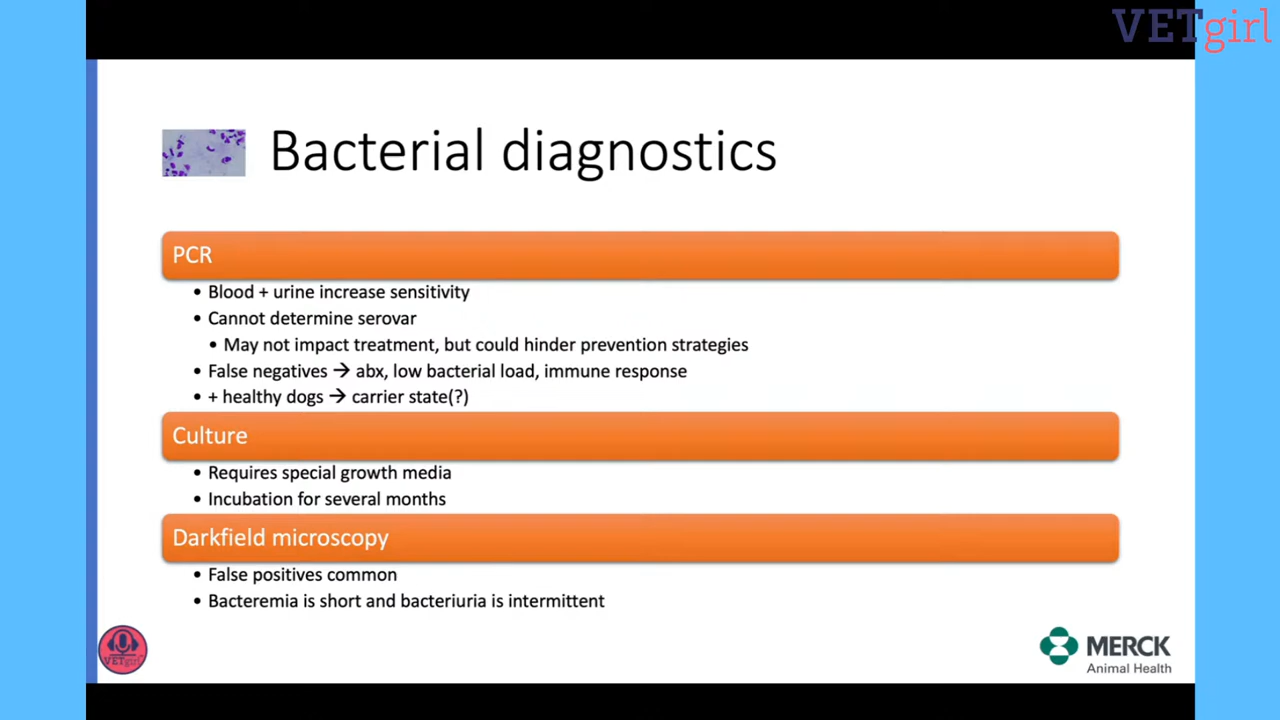 VETgirl
Bacterial diagnostics
PCR
• Blood + urine increase sensitivity
• Cannot determine serovar
• May not impact treatment, but could hinder prevention strategies
• False negatives → abx, low bacterial load, immune response
• + healthy dogs → carrier state(?)
Culture
• Requires special growth media
• Incubation for several months
Darkfield microscopy
• False positives common
• Bacteremia is short and bacteriuria is intermittent
VETgirl
MERCK
Animal Health